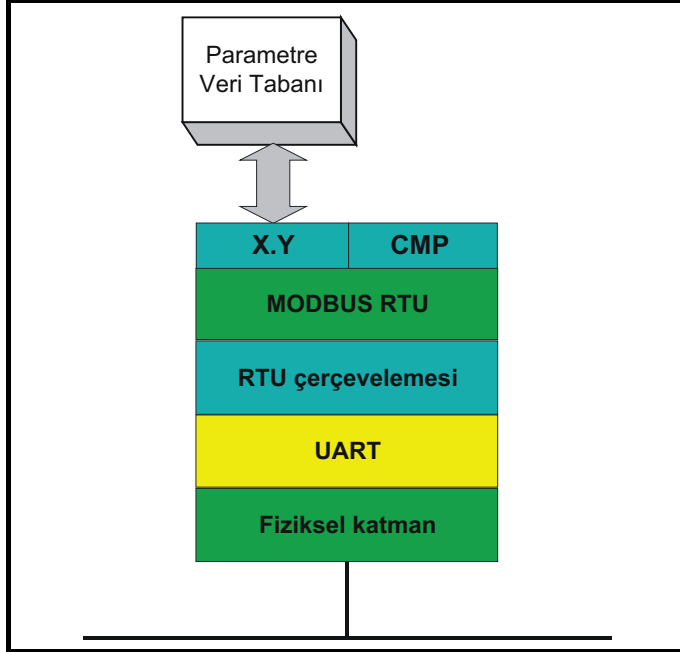 Parametre
Veri Tabanı
X.Y
CMP
MODBUS RTU
RTU çerçevelemesi
UART
Fiziksel katman